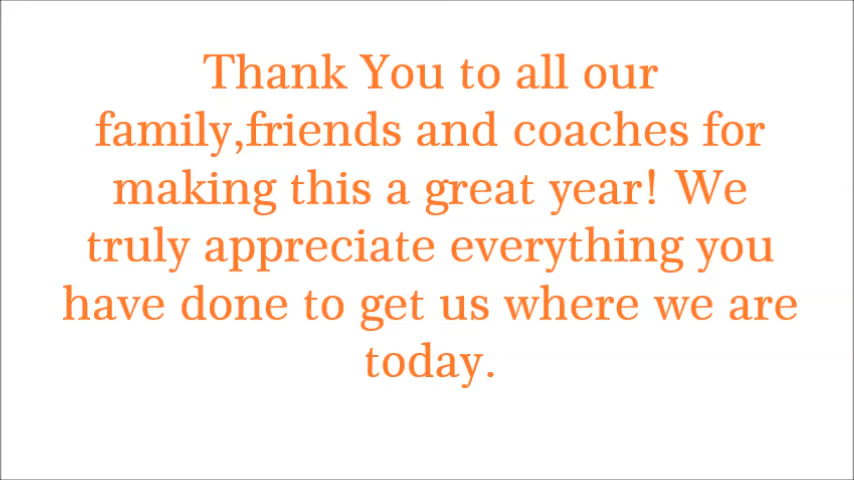 Thank You to all our
family,friends and coaches for
making this a great year! We
truly appreciate everything you
have done to get us where we are
today.